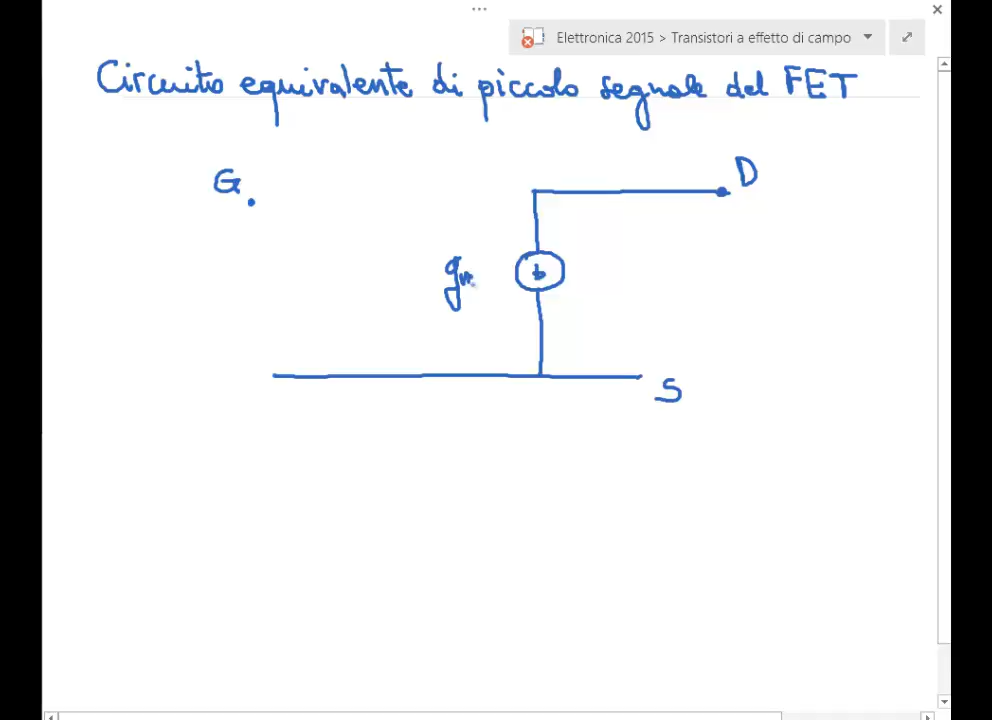 Elettronica 2015 > Transistori a effetto di campo
Circuito equivalente di piccolo segnale del FET
G
D
gm
S